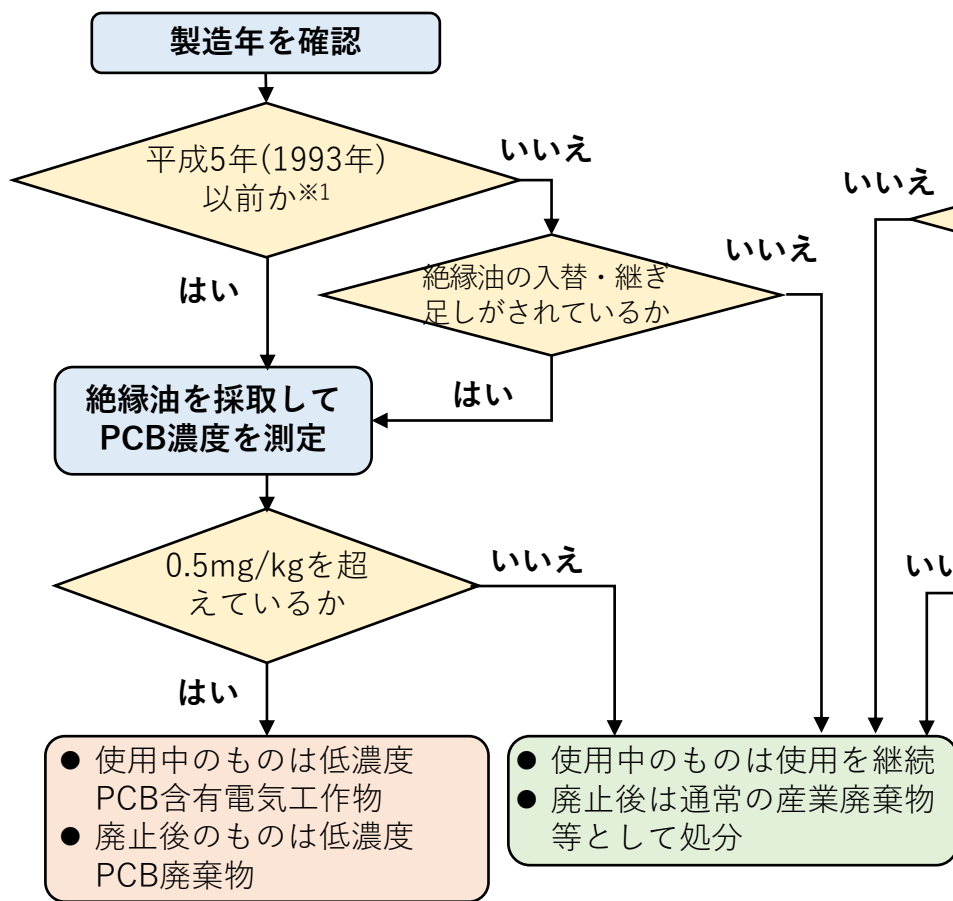 製造年を確認
平成5年(1993年)
以前か※1
いいえ
はい
絶縁油の入替・継ぎ
足しがされているか
いいえ
はい
いいえ
絶縁油を採取して
PCB濃度を測定
0.5mg/kgを超
えているか
いいえ
はい
いい
● 使用中のものは低濃度
PCB含有電気工作物
● 廃止後のものは低濃度
PCB廃棄物
● 使用中のものは使用を継続
● 廃止後は通常の産業廃棄物
等として処分